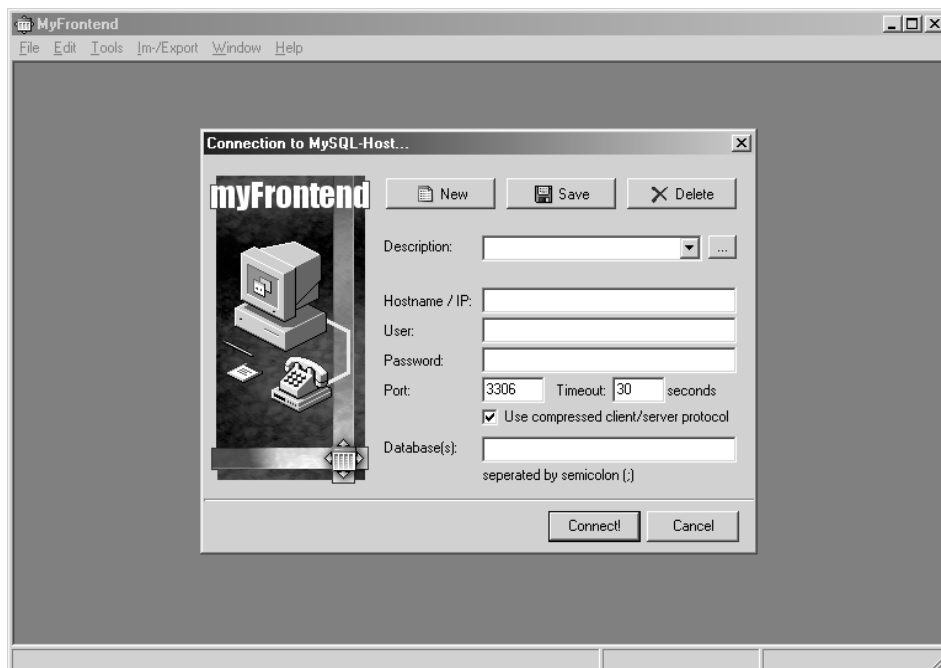 MyFrontend
File Edit Tools Im-/Export Window Help
Connection to MySQL-Host...
myFrontend
New Save Delete
Description: ...
Hostname / IP:
User:
Password:
Port: 3306 Timeout: 30 seconds
Use compressed client/server protocol
Database(s):
seperated by semicolon (;)
Connect! Cancel